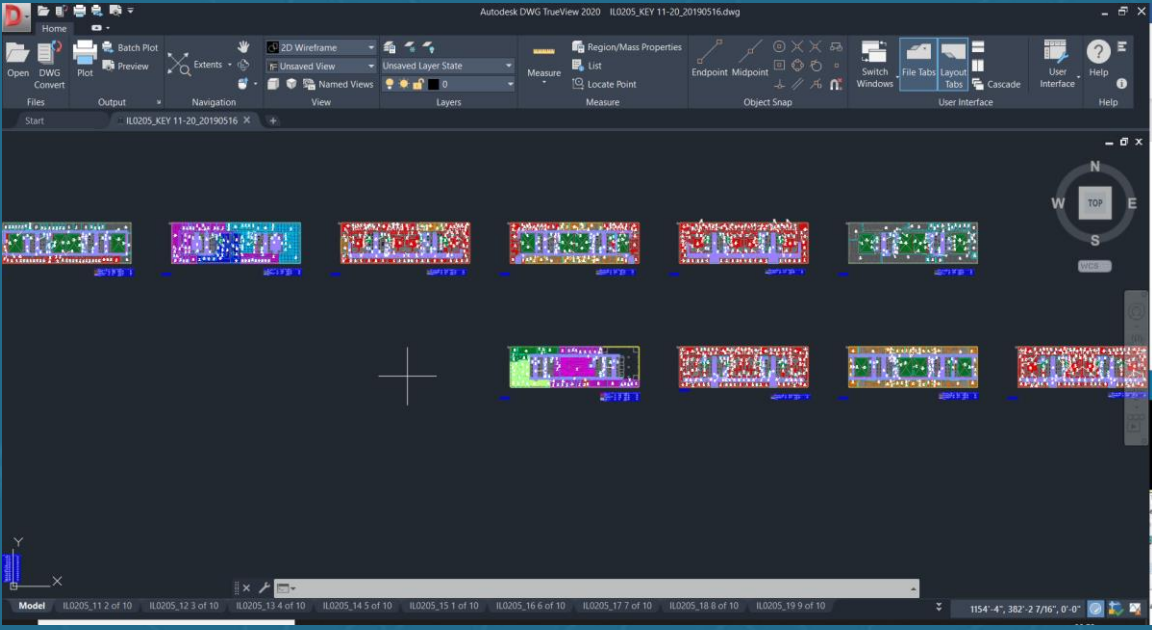 Autodesk DWG TrueView 2020 IL0205_KEY 11-20_20190516.dwg
Home
Open
DWG Convert
Files
Plot
Batch Plot
Preview
Output
Extents
Navigation
2D Wireframe
Unsaved View
Named Views
View
Unsaved Layer State
0
Layers
Measure
Region/Mass Properties
List
Locate Point
Measure
Endpoint Midpoint
Object Snap
Switch Windows
File Tabs
Layout Tabs
Cascade
User Interface
User Interface
Help
Help
Start IL0205_KEY 11-20_20190516
N
W TOP E
S
WCS
Y
X
Model IL0205_11 2 of 10 IL0205_12 3 of 10 IL0205_13 4 of 10 IL0205_14 5 of 10 IL0205_15 1 of 10 IL0205_16 6 of 10 IL0205_17 7 of 10 IL0205_18 8 of 10 IL0205_19 9 of 10 1154'-4", 382'-2 7/16", 0'-0"